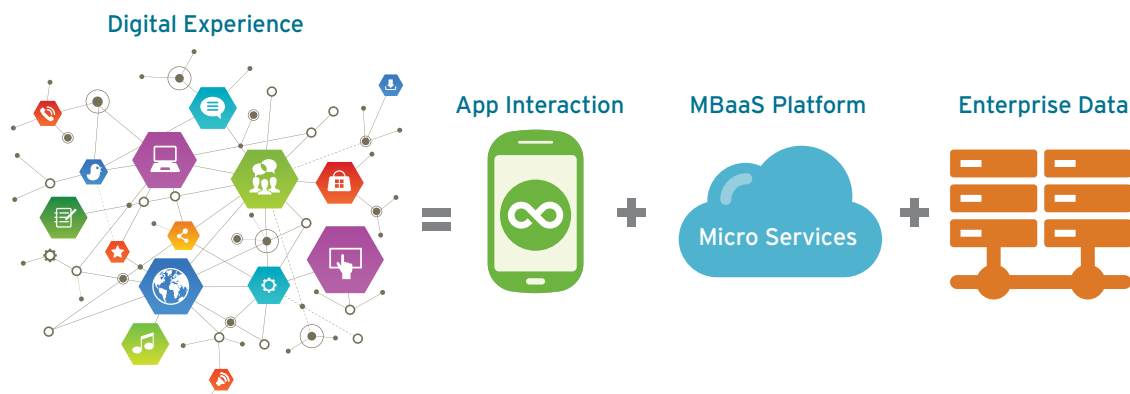 Digital Experience
App Interaction
MBaaS Platform
Enterprise Data
=
+
+
Micro Services